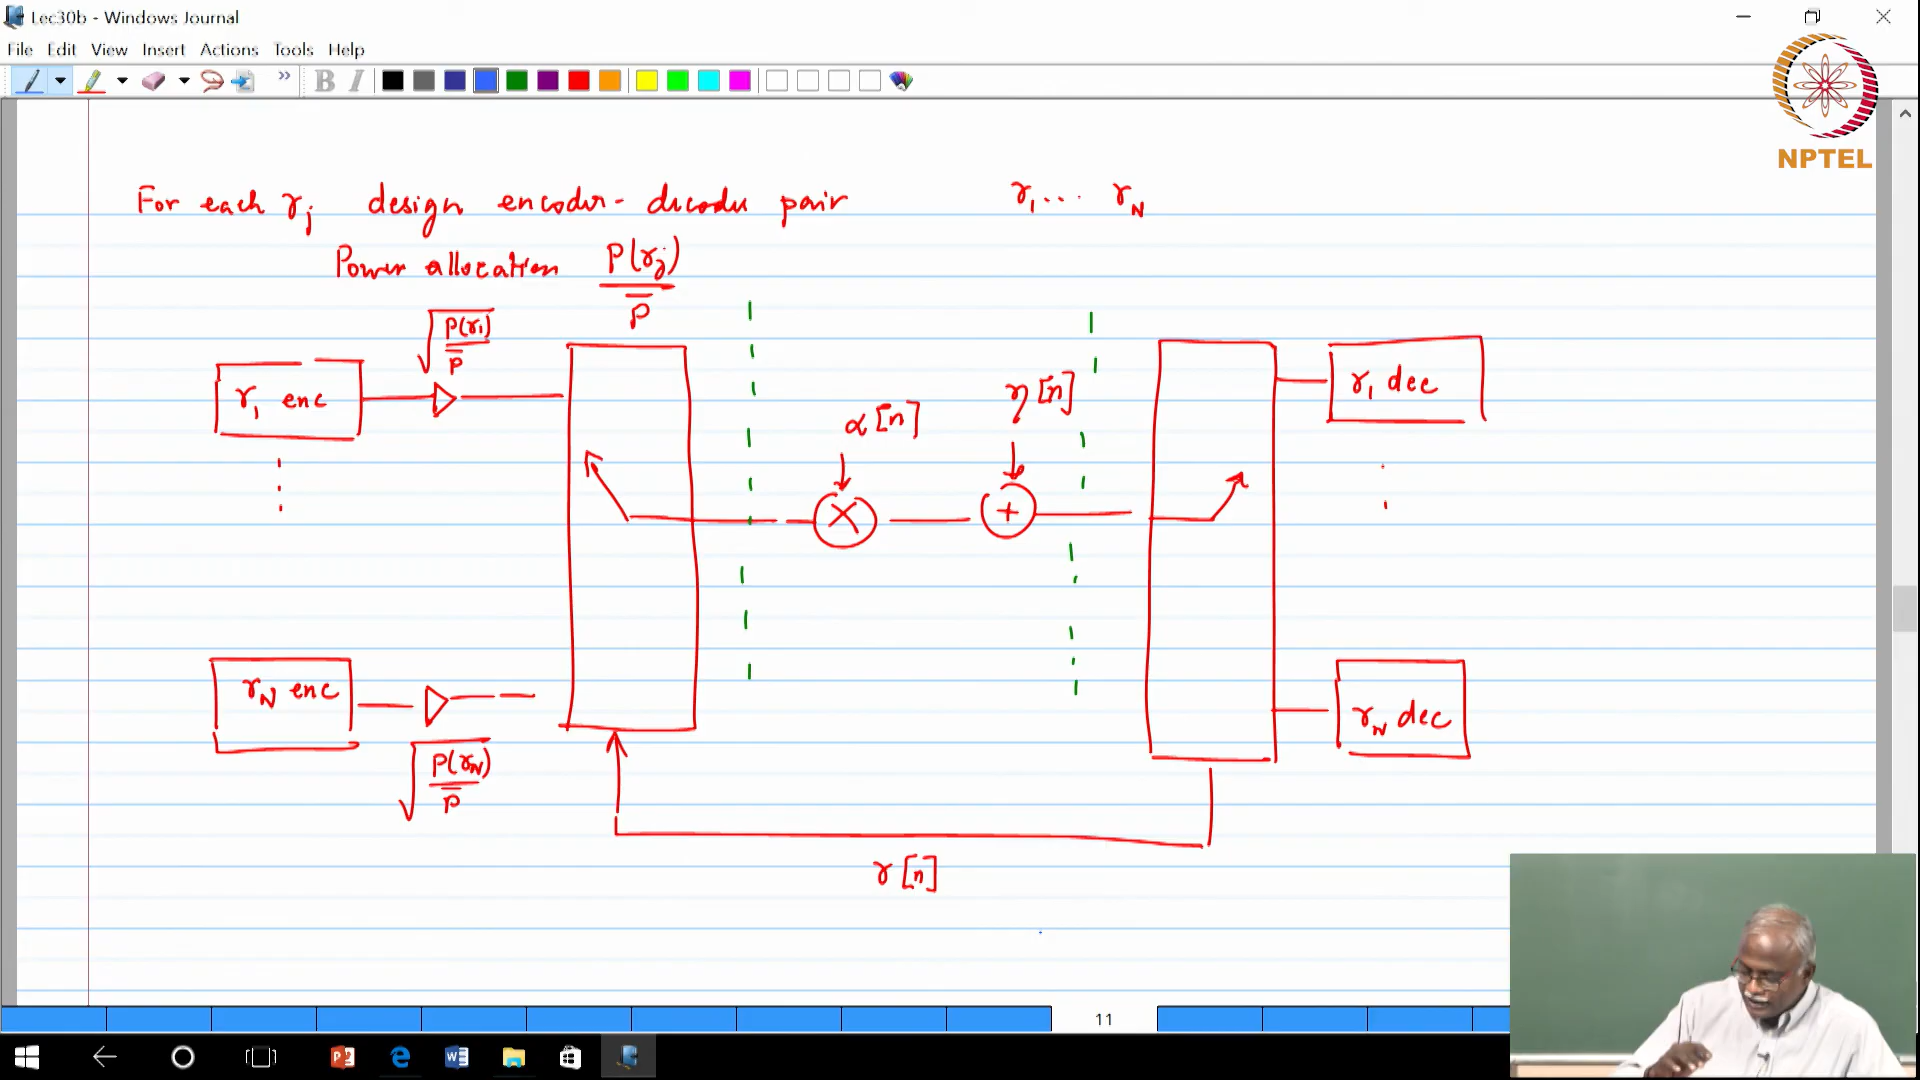 Lec30b - Windows Journal
File Edit View Insert Actions Tools Help
B I
NPTEL
For each γj design encoder-decoder pair γ1 ... γN
Power allocation P(γj)/P̅
√(P(γ1)/P̅)
γ1 enc
α[n]
η[n]
γ1 dec
×
+
γN enc
γN dec
√(P(γN)/P̅)
γ[n]
11